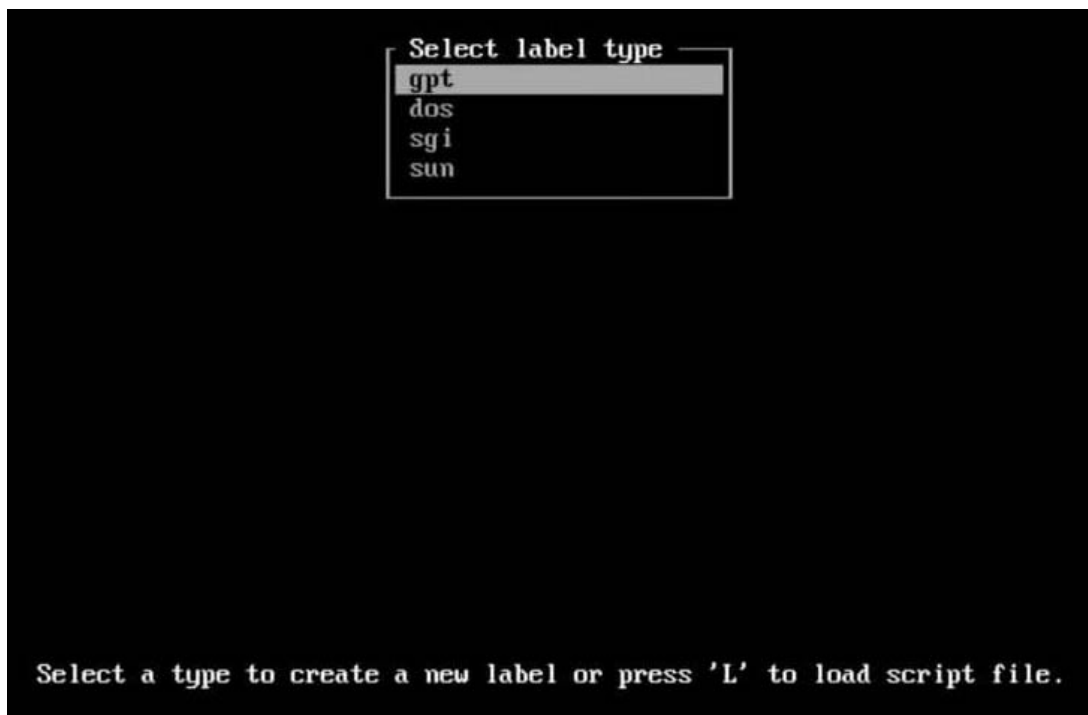 Select label type
gpt
dos
sgi
sun
Select a type to create a new label or press 'L' to load script file.